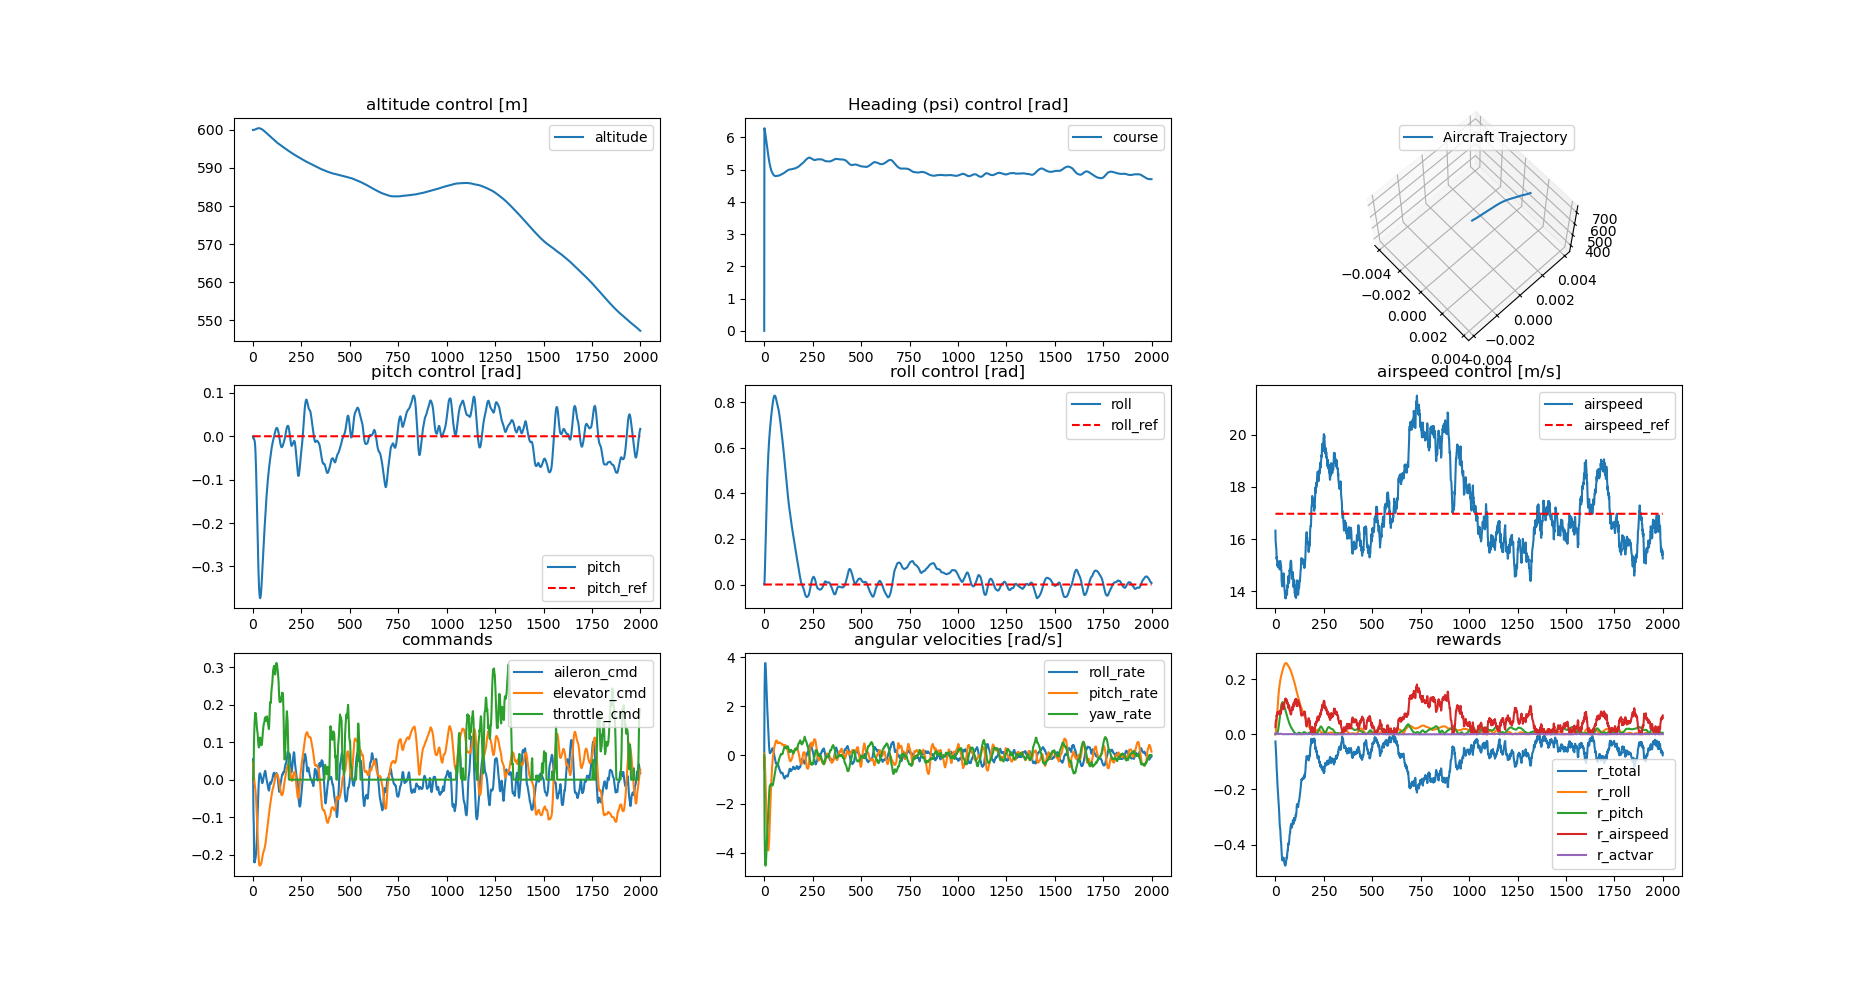 altitude control [m]
altitude
600
590
580
570
560
550
0 250 500 750 1000 1250 1500 1750 2000
Heading (psi) control [rad]
course
6
5
4
3
2
1
0
0 250 500 750 1000 1250 1500 1750 2000
Aircraft Trajectory
700
600
500
400
−0.004
−0.002
0.000
0.002
0.004
0.004
0.002
0.000
−0.002
−0.004
pitch control [rad]
0.1
0.0
−0.1
−0.2
−0.3
pitch
pitch_ref
0 250 500 750 1000 1250 1500 1750 2000
roll control [rad]
roll
roll_ref
0.8
0.6
0.4
0.2
0.0
0 250 500 750 1000 1250 1500 1750 2000
airspeed control [m/s]
airspeed
airspeed_ref
20
18
16
14
0 250 500 750 1000 1250 1500 1750 2000
commands
aileron_cmd
elevator_cmd
throttle_cmd
0.3
0.2
0.1
0.0
−0.1
−0.2
0 250 500 750 1000 1250 1500 1750 2000
angular velocities [rad/s]
roll_rate
pitch_rate
yaw_rate
4
2
0
−2
−4
0 250 500 750 1000 1250 1500 1750 2000
rewards
0.2
0.0
−0.2
−0.4
r_total
r_roll
r_pitch
r_airspeed
r_actvar
0 250 500 750 1000 1250 1500 1750 2000